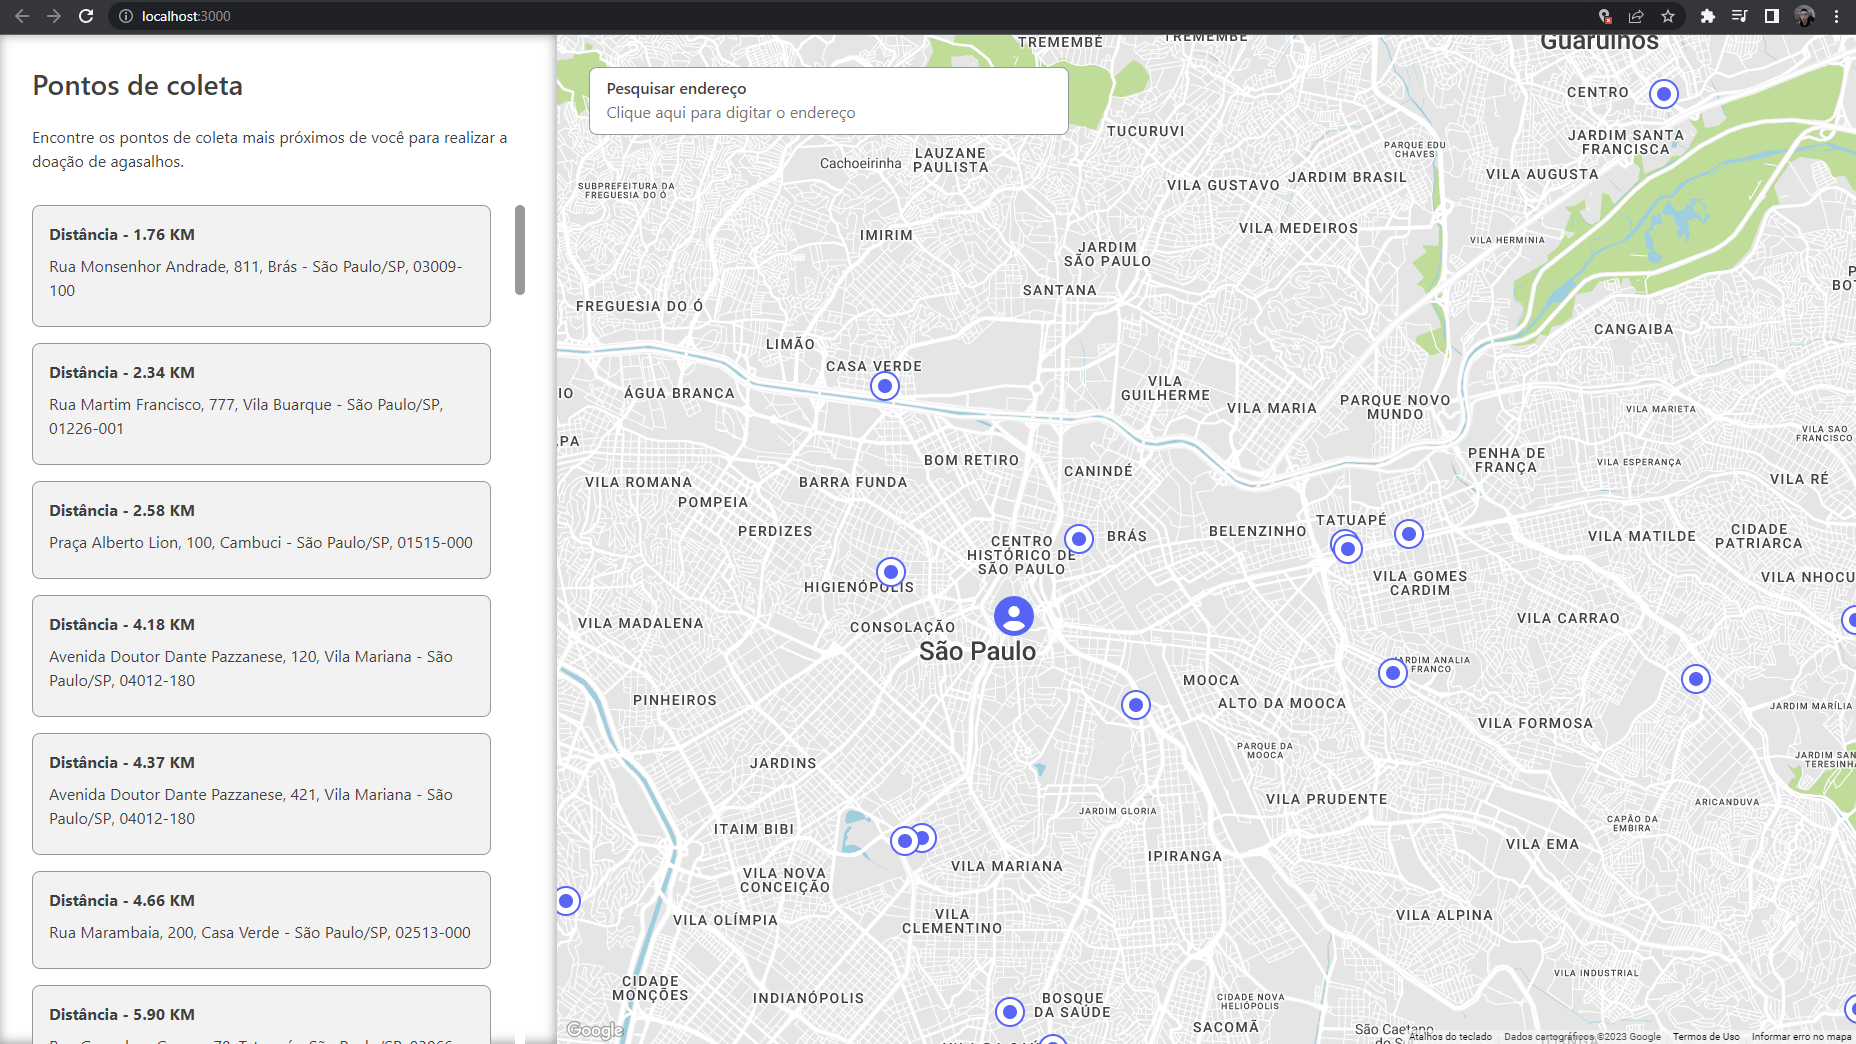 localhost:3000
Pontos de coleta
Encontre os pontos de coleta mais próximos de você para realizar a
doação de agasalhos.
Distância - 1.76 KM
Rua Monsenhor Andrade, 811, Brás - São Paulo/SP, 03009-
100
Distância - 2.34 KM
Rua Martim Francisco, 777, Vila Buarque - São Paulo/SP,
01226-001
Distância - 2.58 KM
Praça Alberto Lion, 100, Cambuci - São Paulo/SP, 01515-000
Distância - 4.18 KM
Avenida Doutor Dante Pazzanese, 120, Vila Mariana - São
Paulo/SP, 04012-180
Distância - 4.37 KM
Avenida Doutor Dante Pazzanese, 421, Vila Mariana - São
Paulo/SP, 04012-180
Distância - 4.66 KM
Rua Marambaia, 200, Casa Verde - São Paulo/SP, 02513-000
Distância - 5.90 KM
Pesquisar endereço
Clique aqui para digitar o endereço
TREMEMBÉ
TREMEMBÉ
Guarulhos
CENTRO
TUCURUVI
JARDIM SANTA
FRANCISCA
PARQUE EDU
CHAVES
Cachoeirinha
LAUZANE
PAULISTA
SUBPREFEITURA DA
FREGUESIA DO Ó
VILA GUSTAVO
JARDIM BRASIL
VILA AUGUSTA
IMIRIM
VILA MEDEIROS
VILA HERMINIA
JARDIM
SÃO PAULO
SANTANA
FREGUESIA DO Ó
CANGAIBA
LIMÃO
CASA VERDE
ÁGUA BRANCA
VILA
GUILHERME
VILA MARIA
PARQUE NOVO
MUNDO
VILA MARIETA
VILA SAO
FRANCISCO
BOM RETIRO
CANINDÉ
PENHA DE
FRANÇA
VILA ESPERANÇA
VILA RÉ
VILA ROMANA
POMPEIA
BARRA FUNDA
PERDIZES
CENTRO
HISTÓRICO DE
SÃO PAULO
BRÁS
BELENZINHO
TATUAPÉ
VILA MATILDE
CIDADE
PATRIARCA
HIGIENÓPOLIS
VILA GOMES
CARDIM
VILA NHOCU
VILA MADALENA
CONSOLAÇÃO
São Paulo
VILA CARRAO
JARDIM ANALIA
FRANCO
PINHEIROS
MOOCA
ALTO DA MOOCA
VILA FORMOSA
JARDIM MARÍLIA
PARQUE DA
MOOCA
JARDINS
JARDIM SAN
TERESINHA
JARDIM GLORIA
VILA PRUDENTE
ARICANDUVA
ITAIM BIBI
CAPÃO DA
EMBIRA
VILA EMA
VILA MARIANA
IPIRANGA
VILA NOVA
CONCEIÇÃO
VILA OLÍMPIA
VILA
CLEMENTINO
VILA ALPINA
VILA INDUSTRIAL
CIDADE
MONÇÕES
INDIANÓPOLIS
BOSQUE
DA SAÚDE
CIDADE NOVA
HELIÓPOLIS
SACOMÃ
São Caetano
Google
Atalhos do teclado
Dados cartográficos ©2023 Google
Termos de Uso
Informar erro no mapa